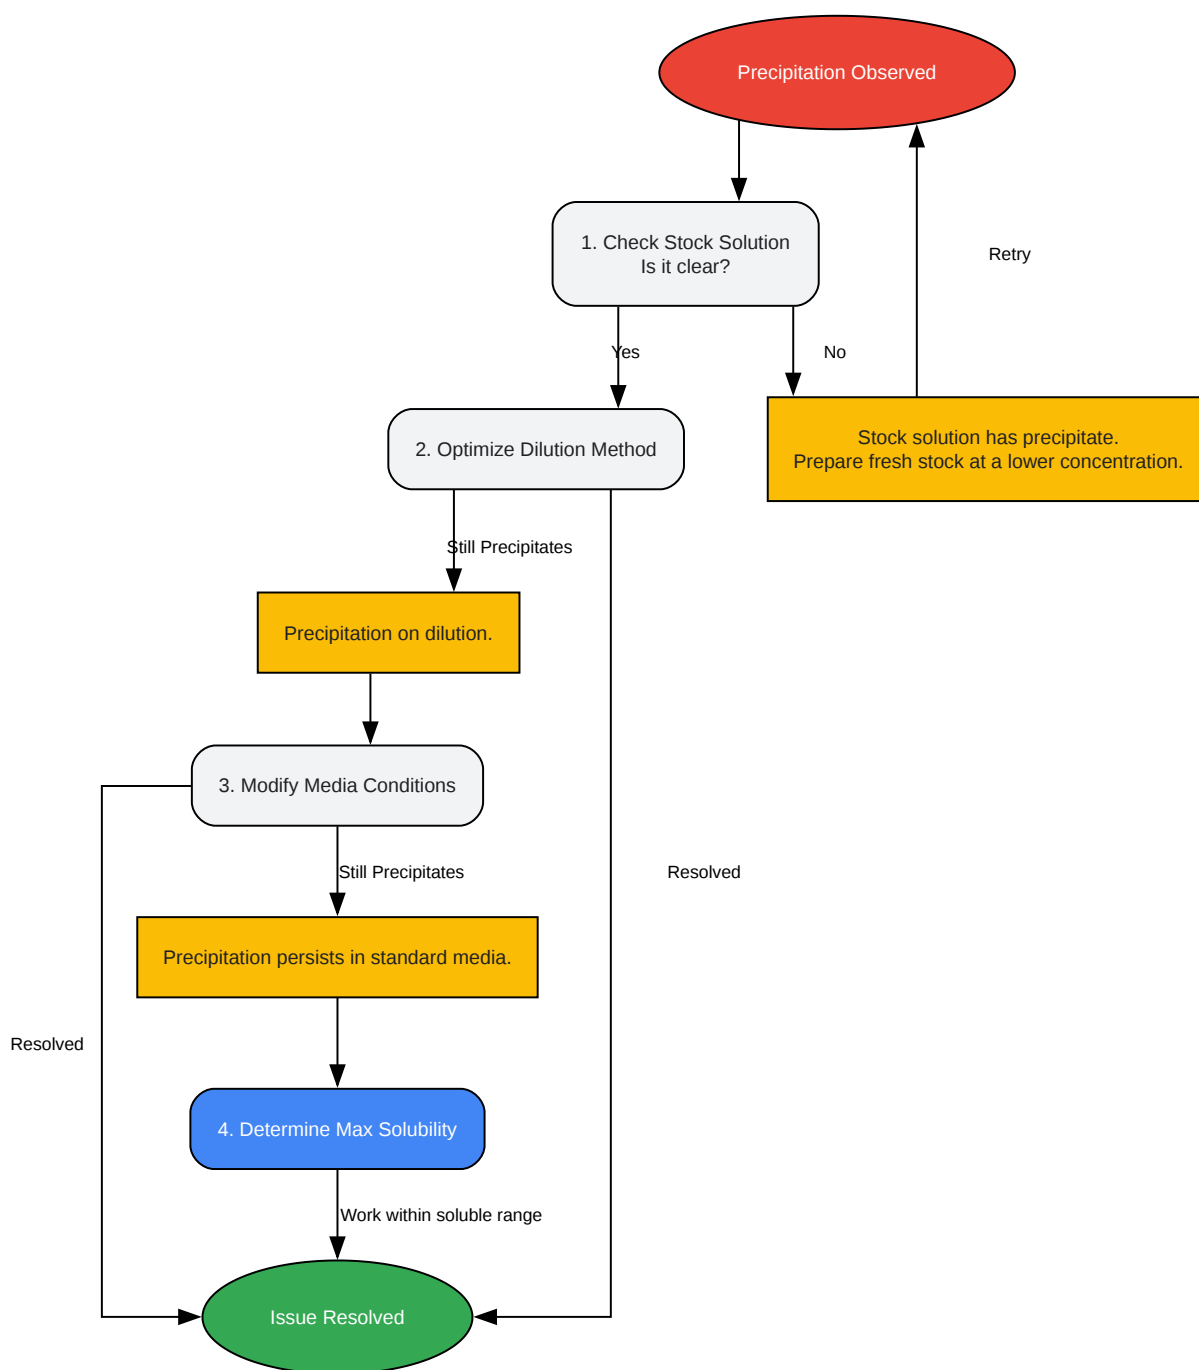 Precipitation Observed
1. Check Stock Solution
Is it clear?
Retry
Yes
No
Stock solution has precipitate.
Prepare fresh stock at a lower concentration.
2. Optimize Dilution Method
Still Precipitates
Precipitation on dilution.
3. Modify Media Conditions
Still Precipitates
Resolved
Precipitation persists in standard media.
Resolved
4. Determine Max Solubility
Work within soluble range
Issue Resolved